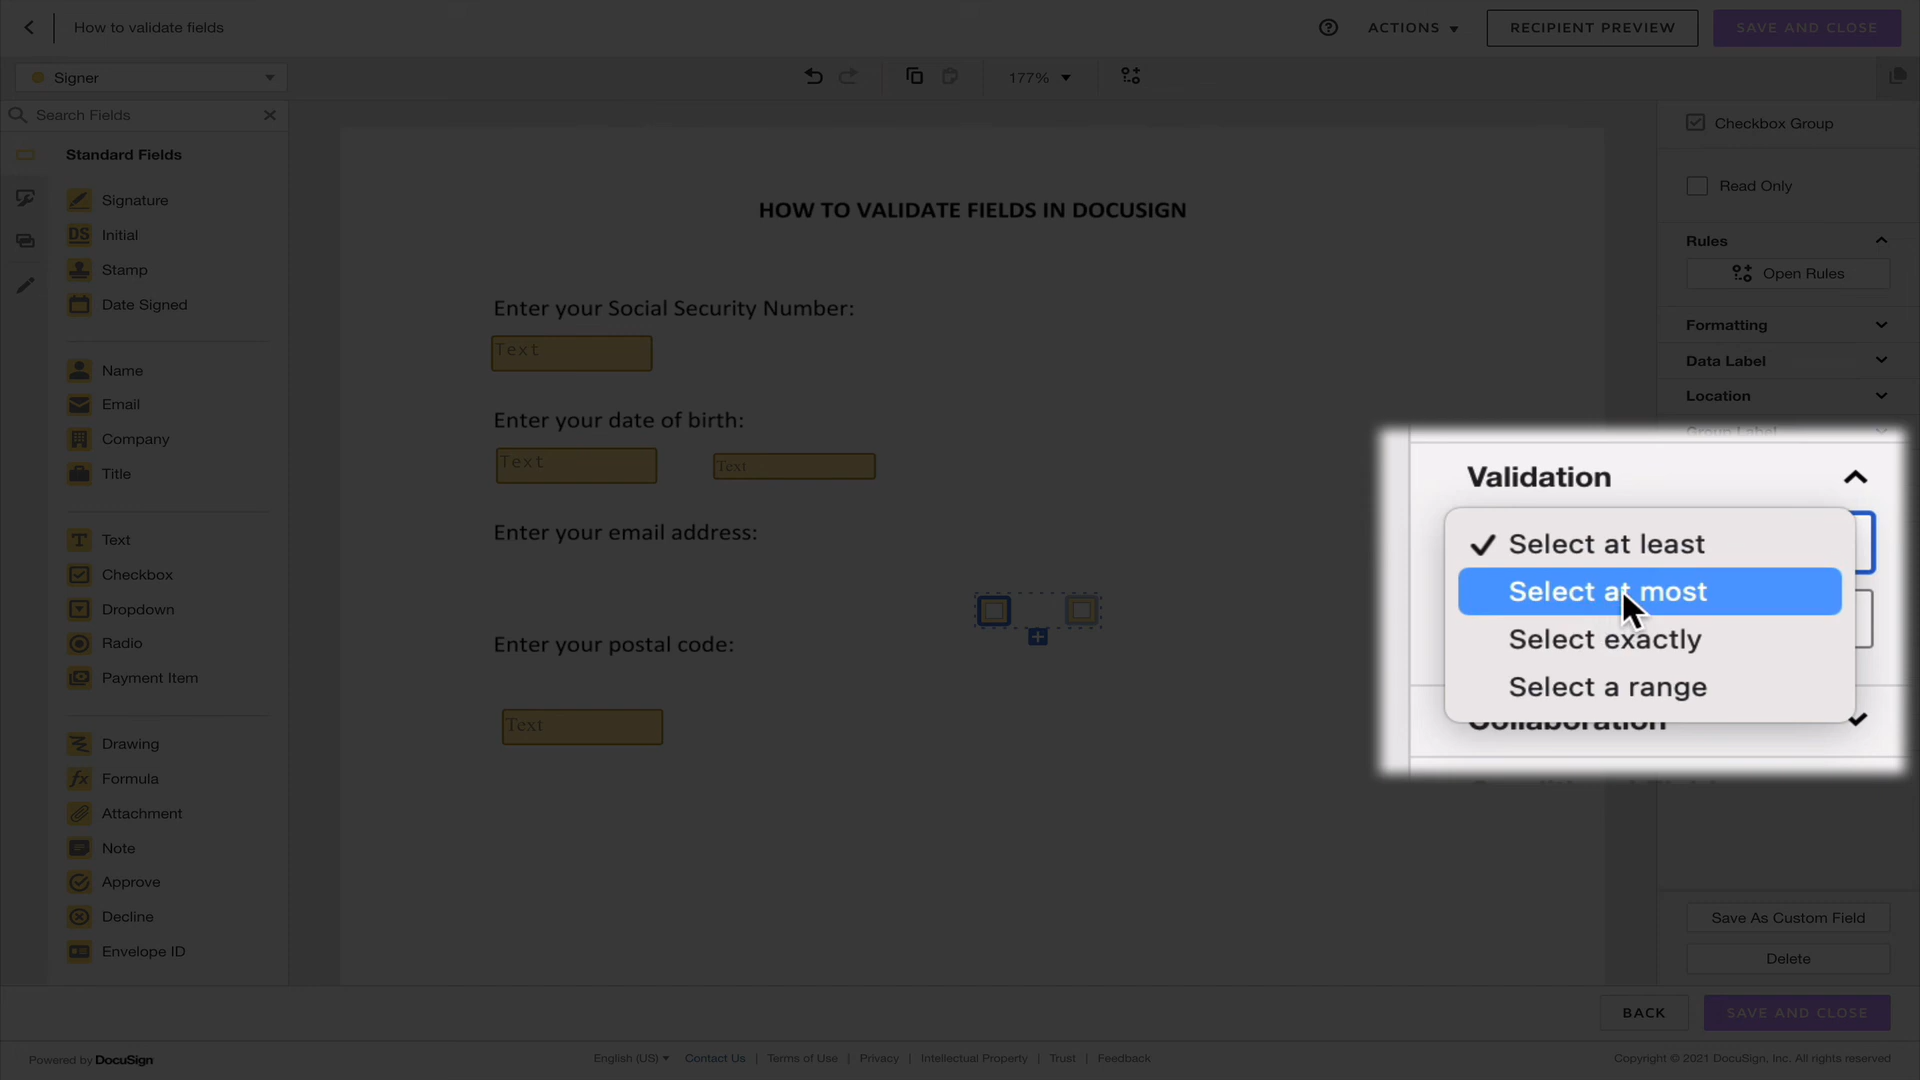 How to validate fields
ACTIONS
RECIPIENT PREVIEW
SAVE AND CLOSE
Signer
177%
Search Fields
Standard Fields
Signature
DS Initial
Stamp
Date Signed
Name
Email
Company
Title
Text
Checkbox
Dropdown
Radio
Payment Item
Drawing
fx Formula
Attachment
Note
Approve
Decline
Envelope ID
HOW TO VALIDATE FIELDS IN DOCUSIGN
Enter your Social Security Number:
Text
Enter your date of birth:
Text
Text
Enter your email address:
Enter your postal code:
Text
Checkbox Group
Read Only
Rules
Open Rules
Formatting
Data Label
Location
Group Label
Validation
Select at least
Select at most
Select exactly
Select a range
Collaboration
Save As Custom Field
Delete
BACK
SAVE AND CLOSE
Powered by DocuSign
English (US) Contact Us | Terms of Use | Privacy | Intellectual Property | Trust | Feedback
Copyright © 2021 DocuSign, Inc. All rights reserved